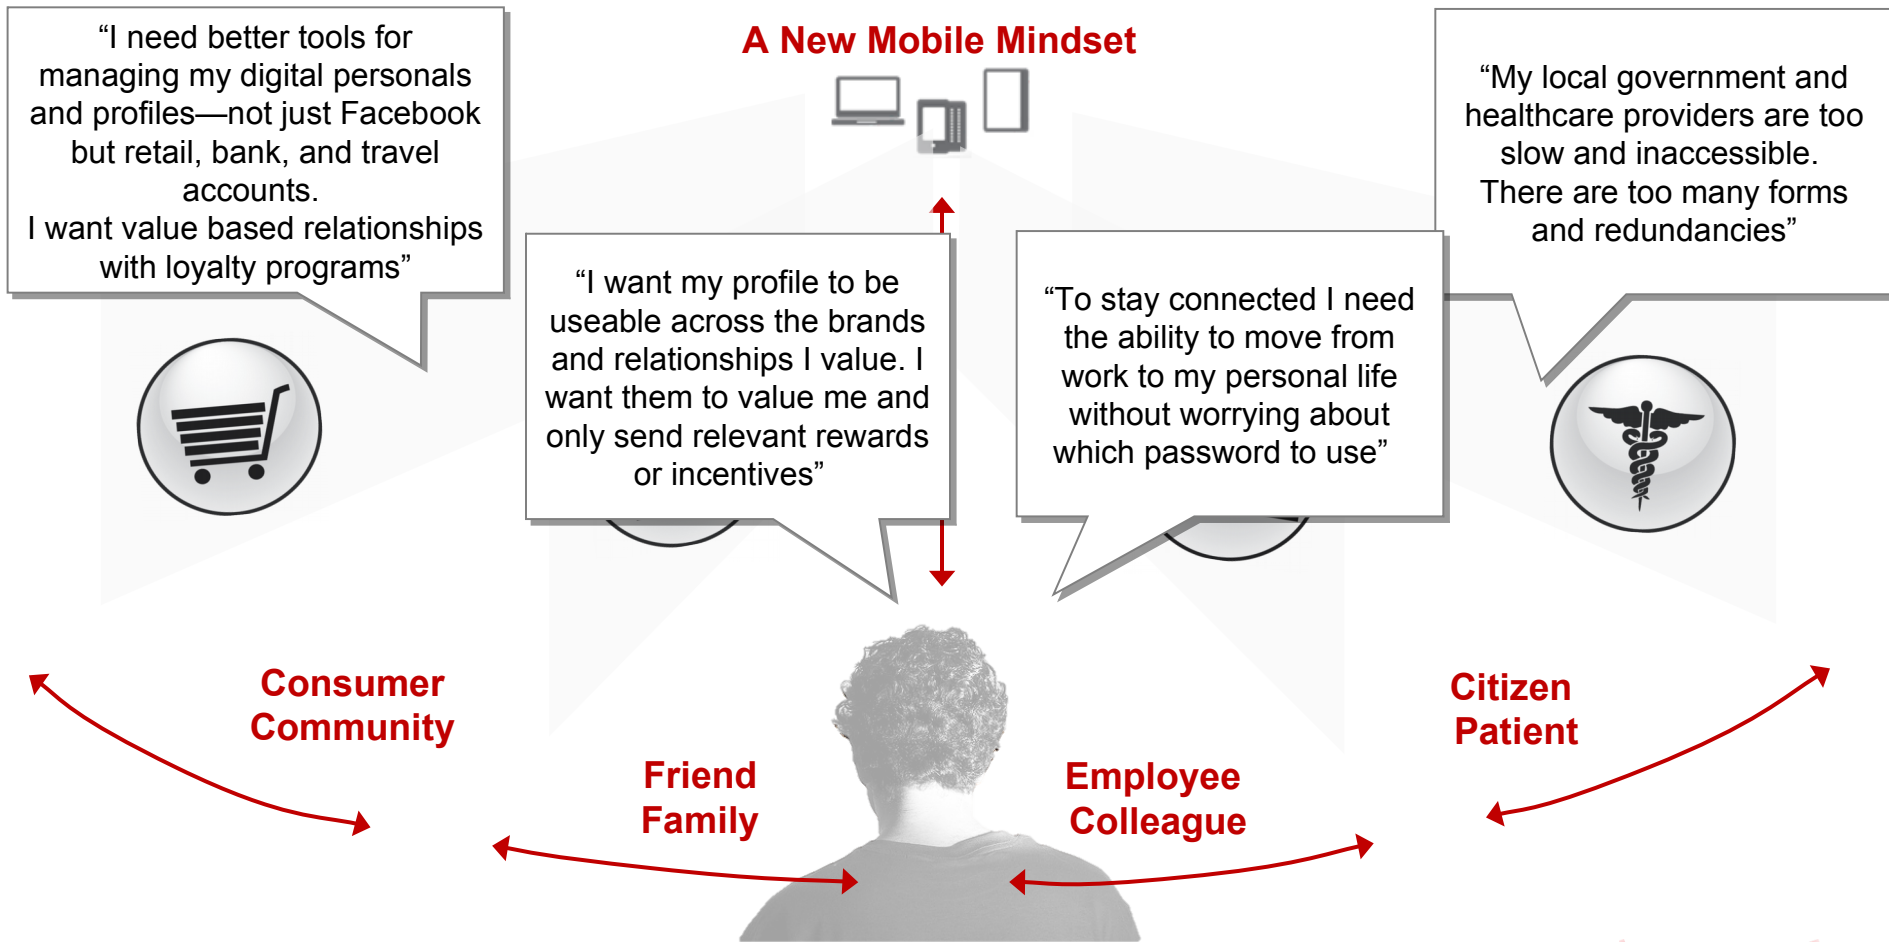 A New Mobile Mindset
“I need better tools for
managing my digital personals
and profiles—not just Facebook
but retail, bank, and travel
accounts.
I want value based relationships
with loyalty programs”
“I want my profile to be
useable across the brands
and relationships I value. I
want them to value me and
only send relevant rewards
or incentives”
“To stay connected I need
the ability to move from
work to my personal life
without worrying about
which password to use”
“My local government and
healthcare providers are too
slow and inaccessible.
There are too many forms
and redundancies”
Consumer
Community
Friend
Family
Employee
Colleague
Citizen
Patient